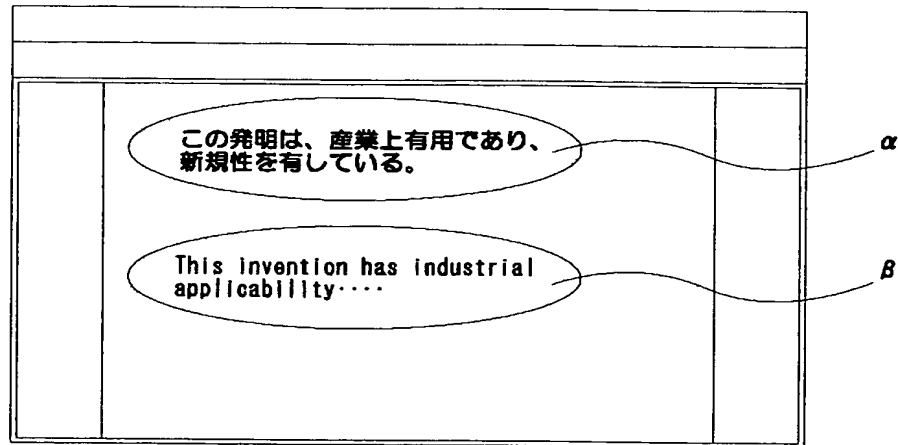 この発明は、産業上有用であり、
新規性を有している。
α
This invention has industrial
applicability····
β